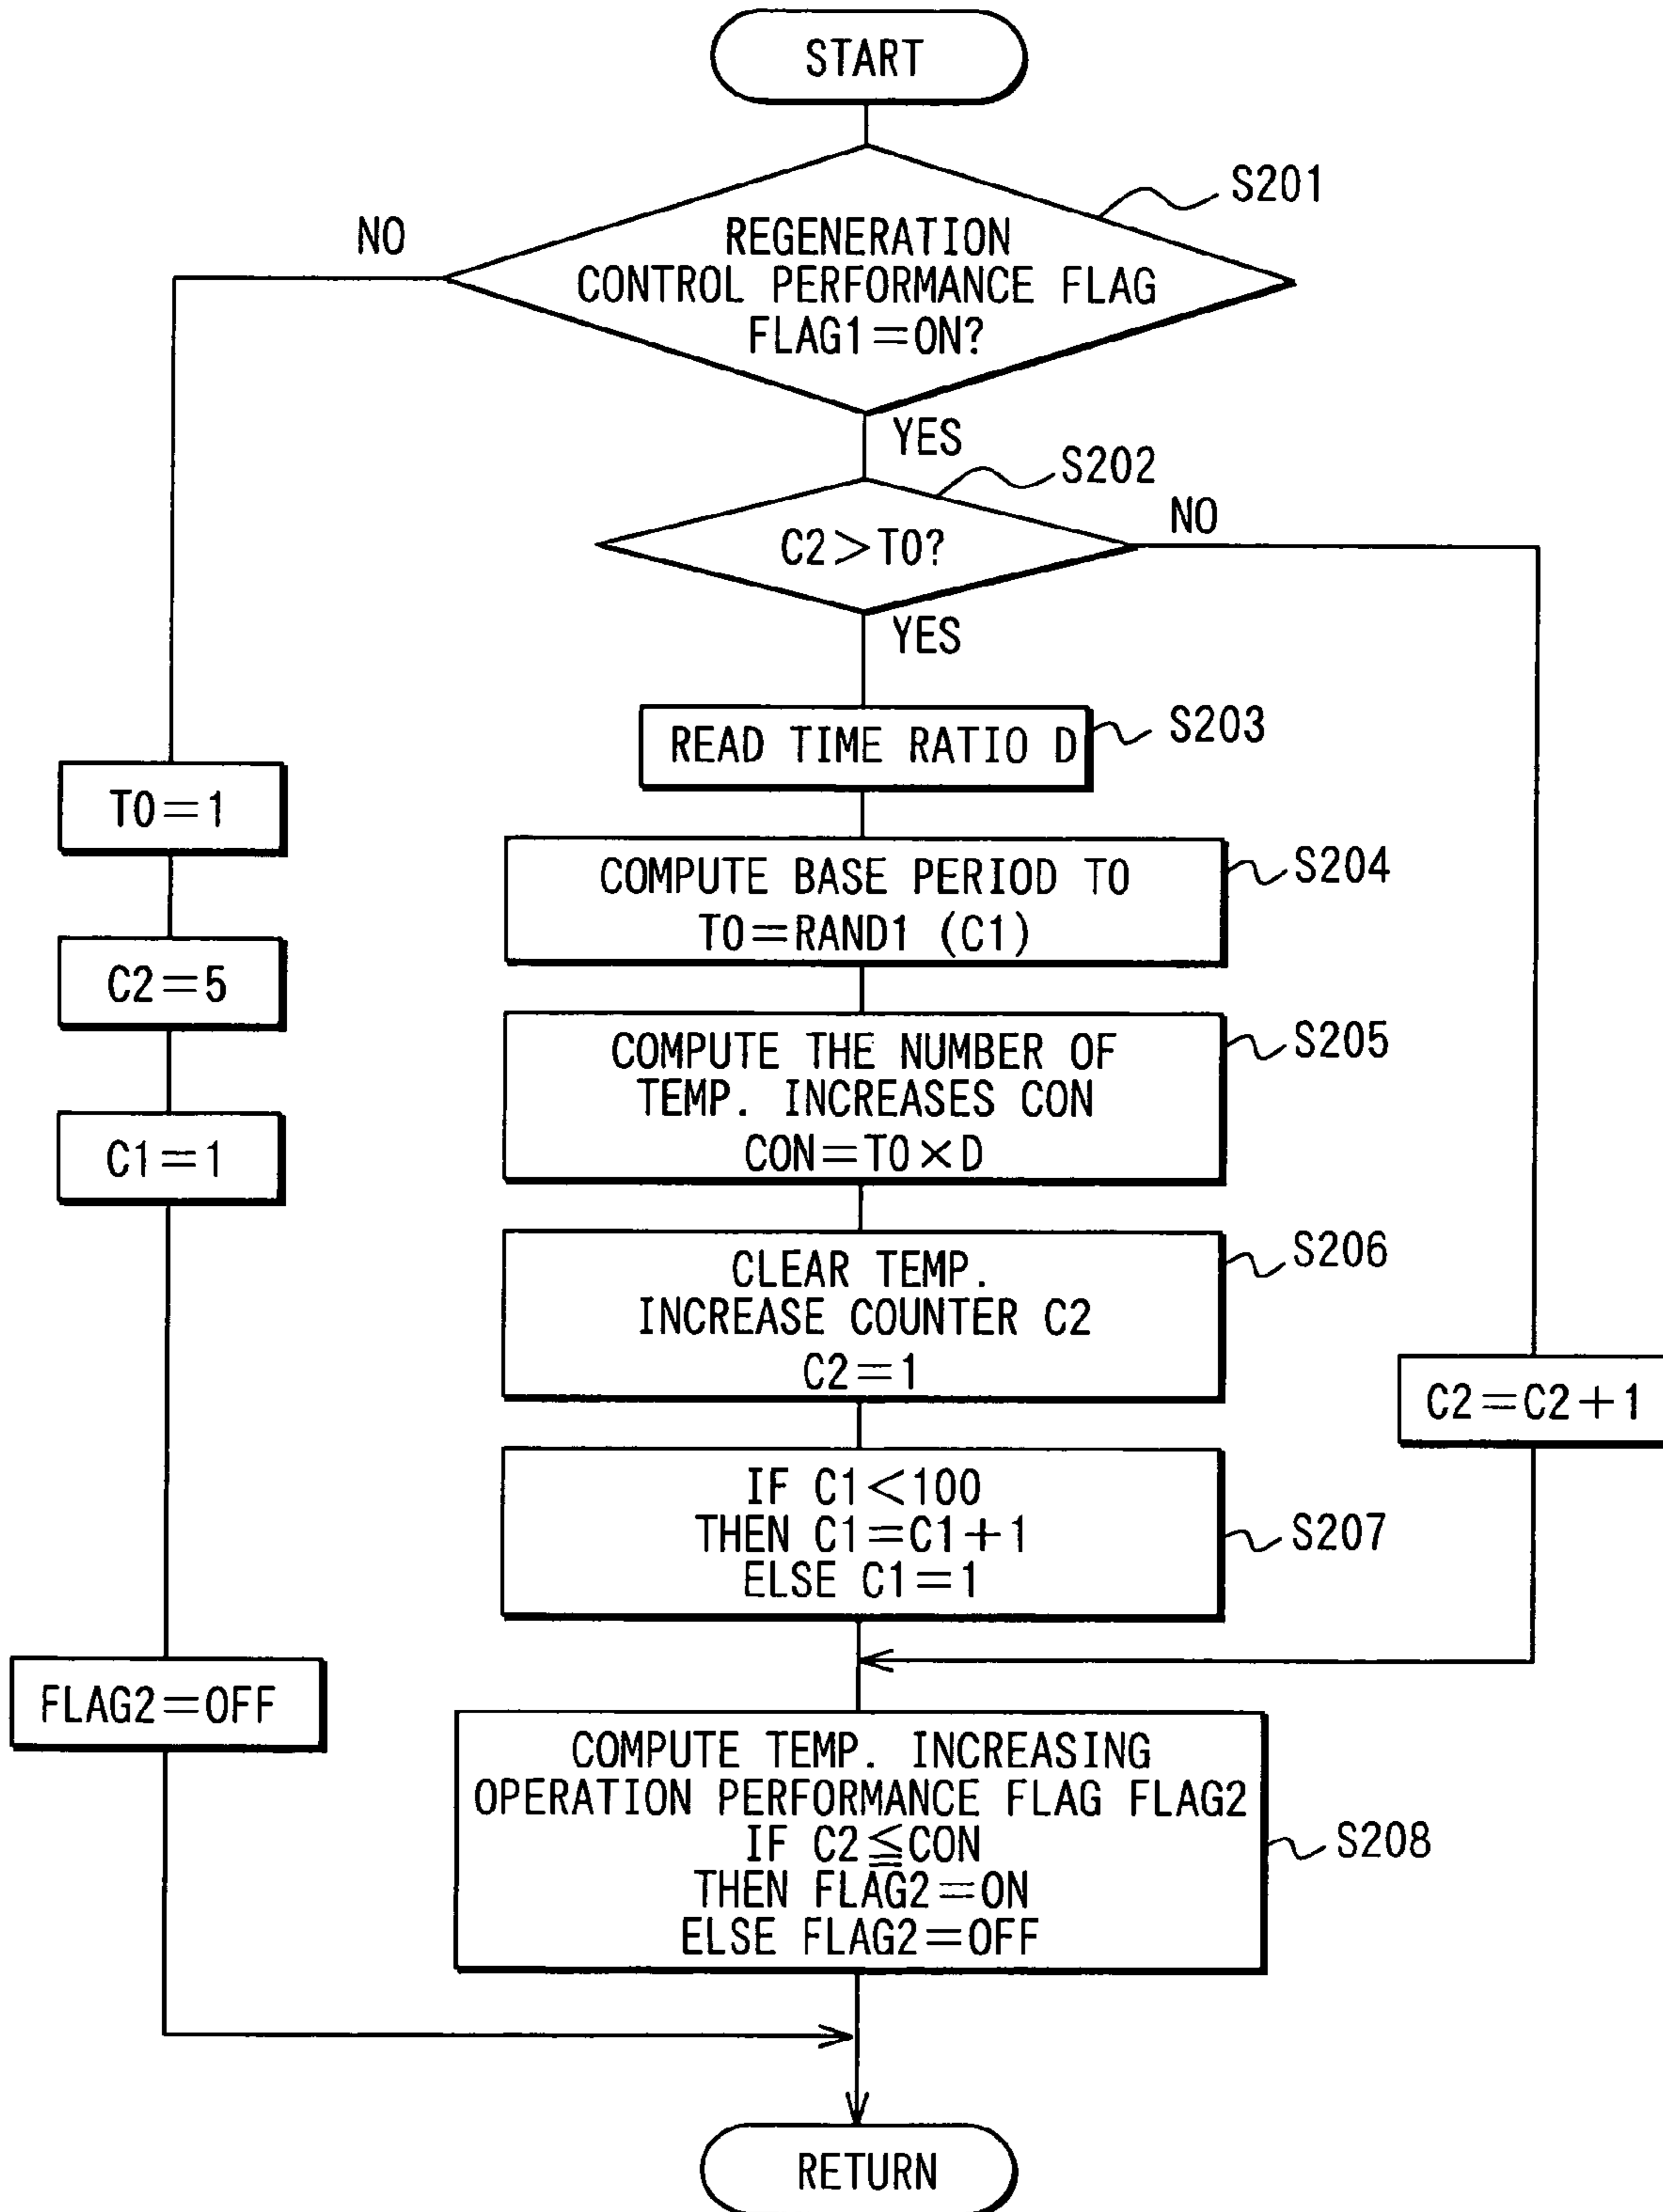 START
S201
NO
REGENERATION
CONTROL PERFORMANCE FLAG
FLAG1=ON?
YES
S202
NO
C2>T0?
YES
READ TIME RATIO D
S203
T0=1
COMPUTE BASE PERIOD T0
T0=RAND1 (C1)
S204
C2=5
COMPUTE THE NUMBER OF
TEMP. INCREASES CON
CON=T0×D
S205
C1=1
CLEAR TEMP.
INCREASE COUNTER C2
C2=1
S206
C2=C2+1
IF C1<100
THEN C1=C1+1
ELSE C1=1
S207
FLAG2=OFF
COMPUTE TEMP. INCREASING
OPERATION PERFORMANCE FLAG FLAG2
IF C2≦CON
THEN FLAG2=ON
ELSE FLAG2=OFF
S208
RETURN